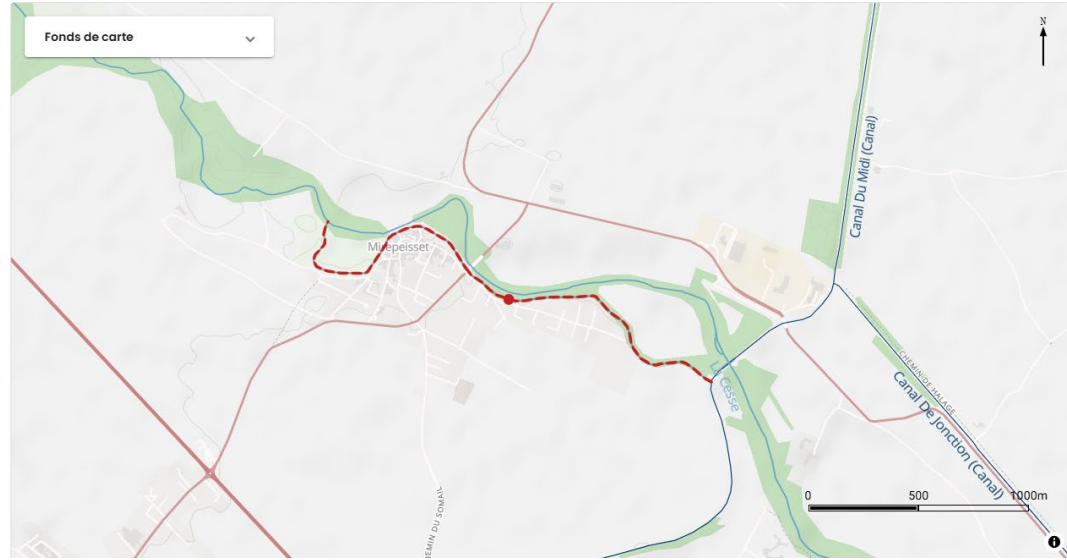 Fonds de carte
N
Canal Du Midi (Canal)
Mirepeisset
La Cesse
CHEMIN DE HALAGE
Canal De Jonction (Canal)
EMIN DU SOMAIL
0 500 1000m
i